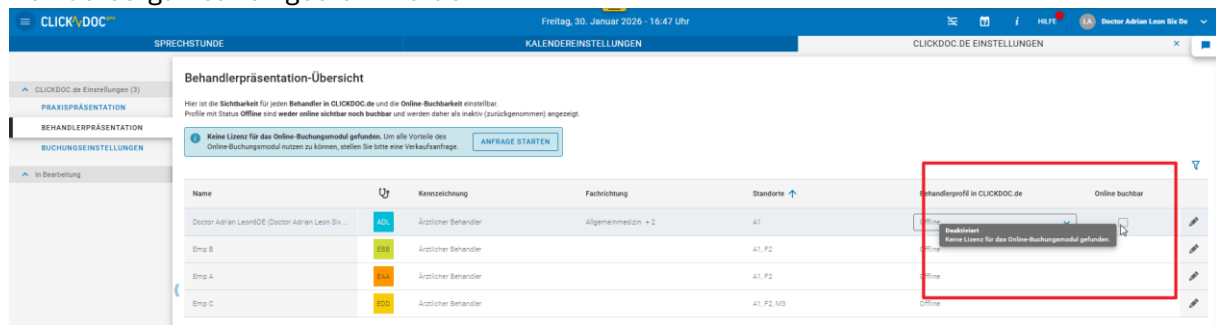 CLICKDOC pro
Freitag, 30. Januar 2026 - 16:47 Uhr
i HILFE LA Doctor Adrian Leon Six De
SPRECHSTUNDE KALENDEREINSTELLUNGEN CLICKDOC.DE EINSTELLUNGEN ×
CLICKDOC.de Einstellungen (3)
PRAXISPRÄSENTATION
BEHANDLERPRÄSENTATION
BUCHUNGSEINSTELLUNGEN
In Bearbeitung
Behandlerpräsentation-Übersicht
Hier ist die Sichtbarkeit für jeden Behandler in CLICKDOC.de und die Online-Buchbarkeit einstellbar.
Profile mit Status Offline sind weder online sichtbar noch buchbar und werden daher als inaktiv (zurückgenommen) angezeigt.
Keine Lizenz für das Online-Buchungsmodul gefunden. Um alle Vorteile des
Online-Buchungsmodul nutzen zu können, stellen Sie bitte eine Verkaufsanfrage.
ANFRAGE STARTEN
Name Kennzeichnung Fachrichtung Standorte Behandlerprofil in CLICKDOC.de Online buchbar
Doctor Adrian Leon6DE (Doctor Adrian Leon Six ... ADL Ärztlicher Behandler Allgemeinmedizin + 2 A1 Offline
Deaktiviert
Keine Lizenz für das Online-Buchungsmodul gefunden.
Emp B EBB Ärztlicher Behandler A1, F2 Offline
Emp A EAA Ärztlicher Behandler A1, F2 Offline
Emp C EDD Ärztlicher Behandler A1, F2, M3 Offline